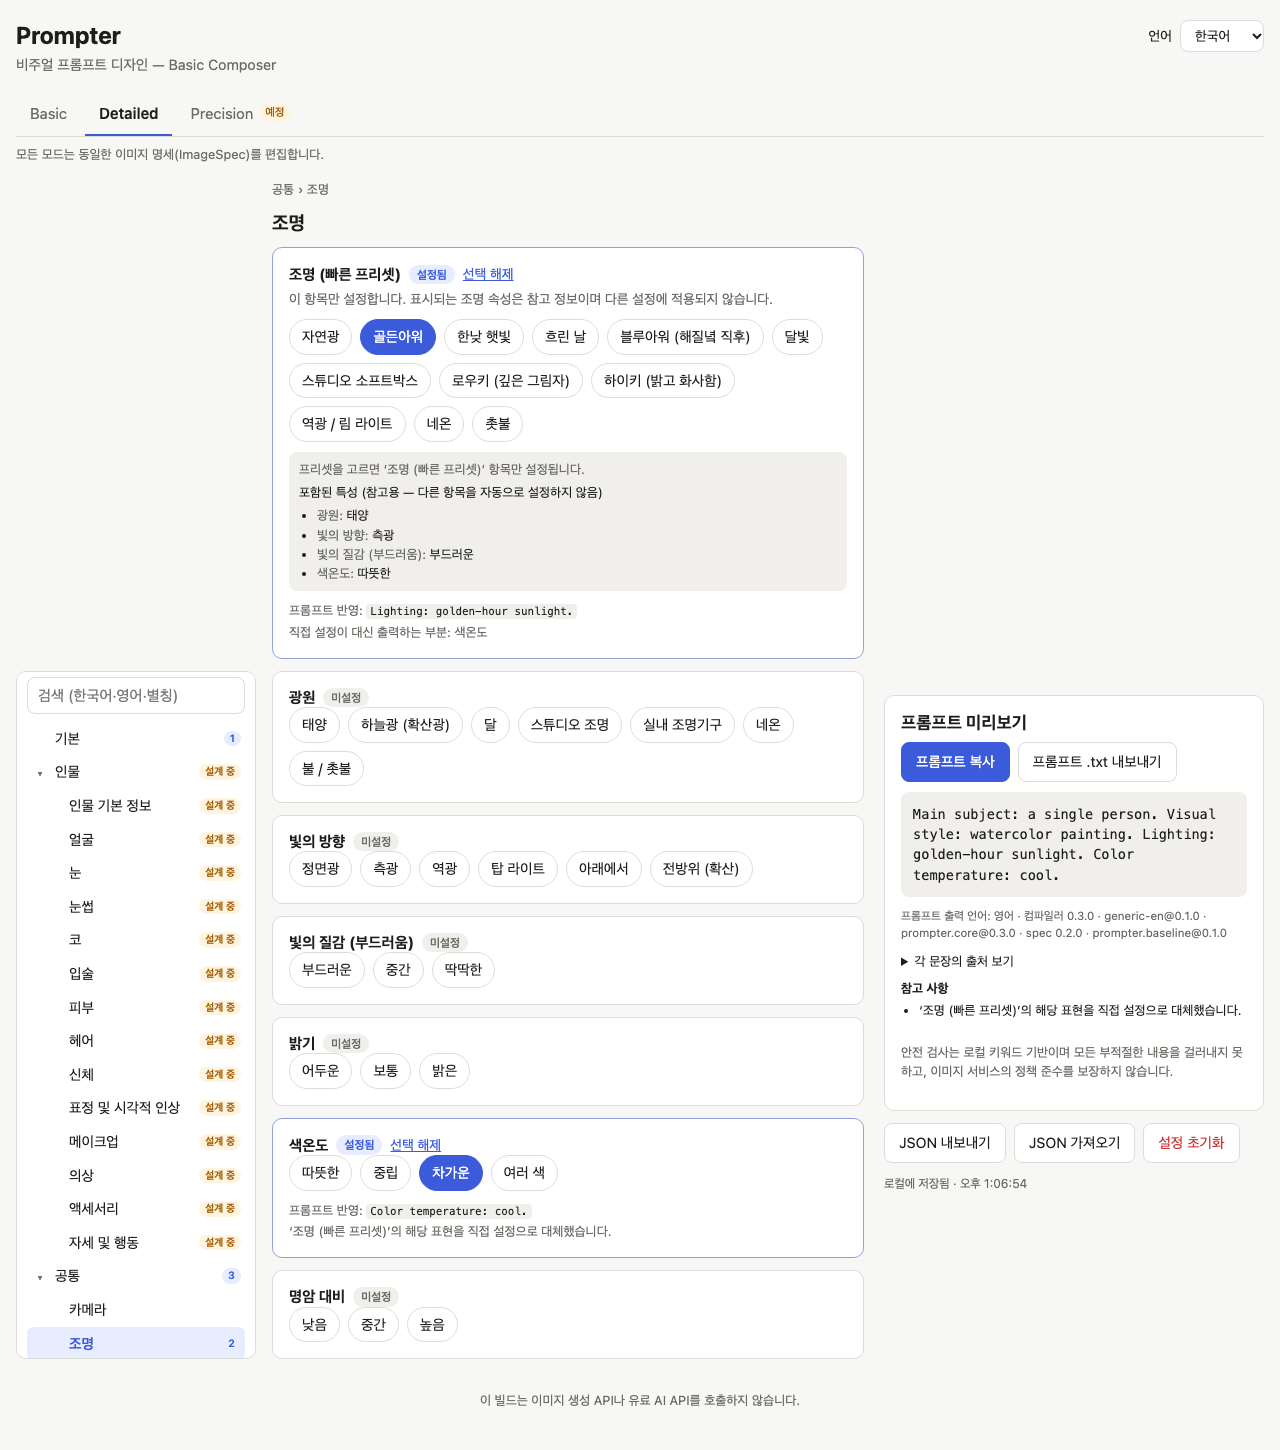 Prompter
비주얼 프롬프트 디자인 — Basic Composer
언어 한국어
Basic Detailed Precision 예정
모든 모드는 동일한 이미지 명세(ImageSpec)를 편집합니다.
검색 (한국어·영어·별칭)
기본 1
▾ 인물 설계 중
인물 기본 정보 설계 중
얼굴 설계 중
눈 설계 중
눈썹 설계 중
코 설계 중
입술 설계 중
피부 설계 중
헤어 설계 중
신체 설계 중
표정 및 시각적 인상 설계 중
메이크업 설계 중
의상 설계 중
액세서리 설계 중
자세 및 행동 설계 중
▾ 공통 3
카메라
조명 2
공통 › 조명
조명
조명 (빠른 프리셋) 설정됨 선택 해제
이 항목만 설정합니다. 표시되는 조명 속성은 참고 정보이며 다른 설정에 적용되지 않습니다.
자연광 골든아워 한낮 햇빛 흐린 날 블루아워 (해질녘 직후) 달빛
스튜디오 소프트박스 로우키 (깊은 그림자) 하이키 (밝고 화사함)
역광 / 림 라이트 네온 촛불
프리셋을 고르면 ‘조명 (빠른 프리셋)’ 항목만 설정됩니다.
포함된 특성 (참고용 — 다른 항목을 자동으로 설정하지 않음)
• 광원: 태양
• 빛의 방향: 측광
• 빛의 질감 (부드러움): 부드러운
• 색온도: 따뜻한
프롬프트 반영: Lighting: golden-hour sunlight.
직접 설정이 대신 출력하는 부분: 색온도
광원 미설정
태양 하늘광 (확산광) 달 스튜디오 조명 실내 조명기구 네온
불 / 촛불
빛의 방향 미설정
정면광 측광 역광 탑 라이트 아래에서 전방위 (확산)
빛의 질감 (부드러움) 미설정
부드러운 중간 딱딱한
밝기 미설정
어두운 보통 밝은
색온도 설정됨 선택 해제
따뜻한 중립 차가운 여러 색
프롬프트 반영: Color temperature: cool.
‘조명 (빠른 프리셋)’의 해당 표현을 직접 설정으로 대체했습니다.
명암 대비 미설정
낮음 중간 높음
프롬프트 미리보기
프롬프트 복사 프롬프트 .txt 내보내기
Main subject: a single person. Visual
style: watercolor painting. Lighting:
golden-hour sunlight. Color
temperature: cool.
프롬프트 출력 언어: 영어 · 컴파일러 0.3.0 · generic-en@0.1.0 ·
prompter.core@0.3.0 · spec 0.2.0 · prompter.baseline@0.1.0
▶ 각 문장의 출처 보기
참고 사항
• ‘조명 (빠른 프리셋)’의 해당 표현을 직접 설정으로 대체했습니다.
안전 검사는 로컬 키워드 기반이며 모든 부적절한 내용을 걸러내지 못
하고, 이미지 서비스의 정책 준수를 보장하지 않습니다.
JSON 내보내기 JSON 가져오기 설정 초기화
로컬에 저장됨 · 오후 1:06:54
이 빌드는 이미지 생성 API나 유료 AI API를 호출하지 않습니다.